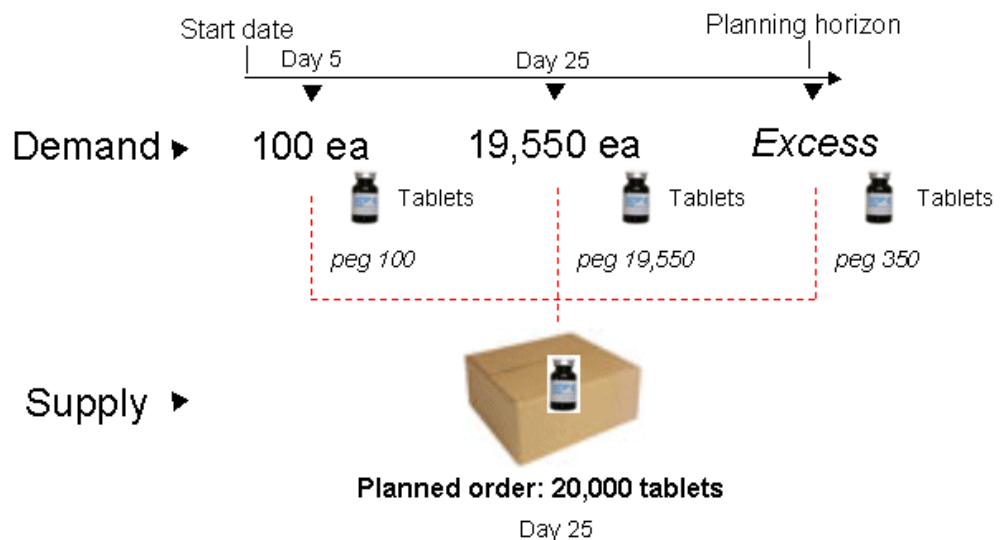 Start date
Planning horizon
Day 5
Day 25
Demand
100 ea
19,550 ea
Excess
Tablets
Tablets
Tablets
peg 100
peg 19,550
peg 350
Supply
Planned order: 20,000 tablets
Day 25